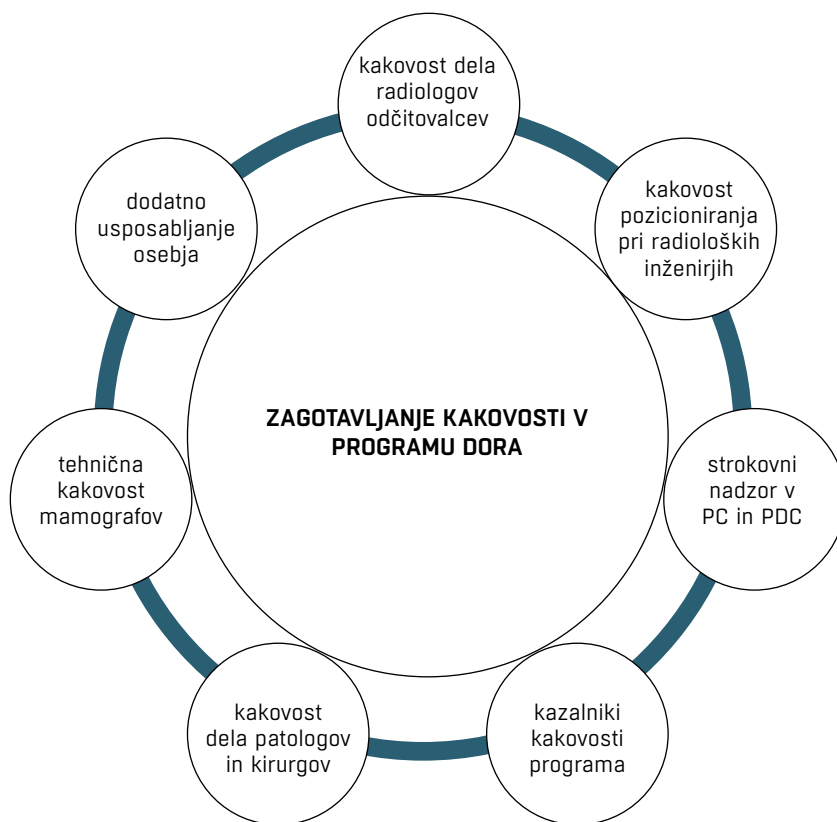 kakovost dela
radiologov
odčitovalcev
kakovost
pozicioniranja
pri radioloških
inženirjih
strokovni
nadzor v
PC in PDC
kazalniki
kakovosti
programa
kakovost
dela patologov
in kirurgov
tehnična
kakovost
mamografov
dodatno
usposabljanje
osebja
ZAGOTAVLJANJE KAKOVOSTI V
PROGRAMU DORA